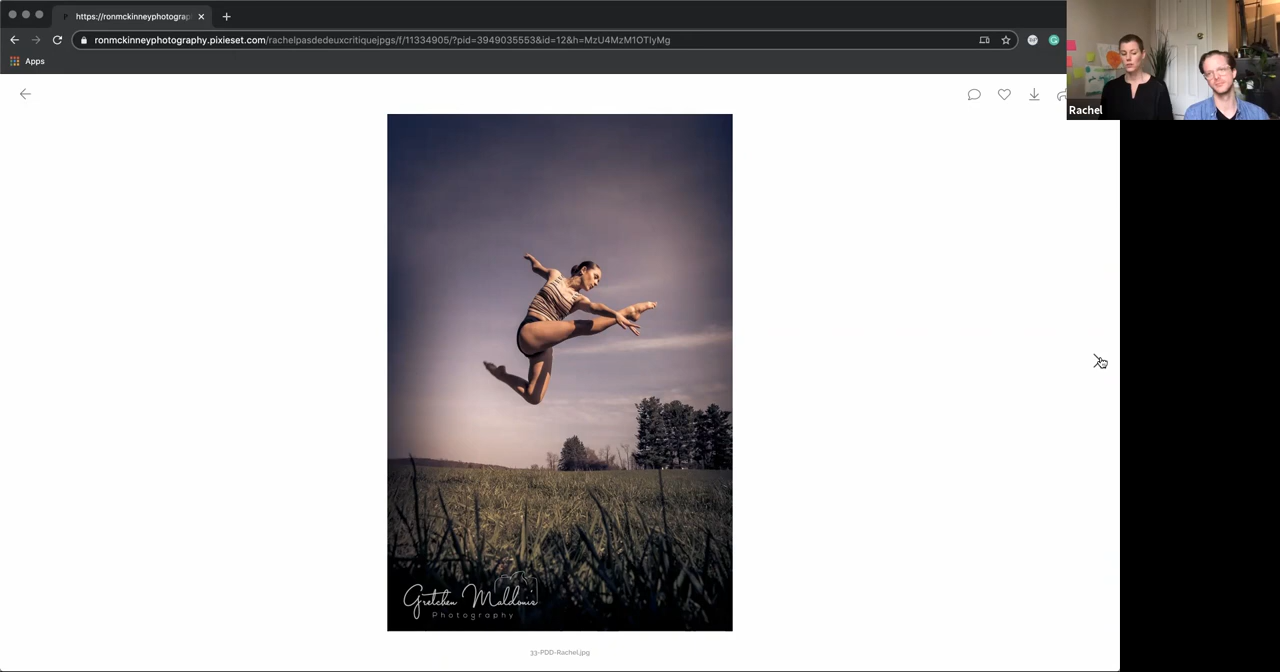 https://ronmckinneyphotograp
ronmckinneyphotography.pixieset.com/rachelpasdedeuxcritiquejpgs/f/11334905/?pid=3949035553&id=12&h=MzU4MzM1OTIyMg
Apps
Rachel
Gretchen Maldonis
Photography
33-PDD-Rachel.jpg